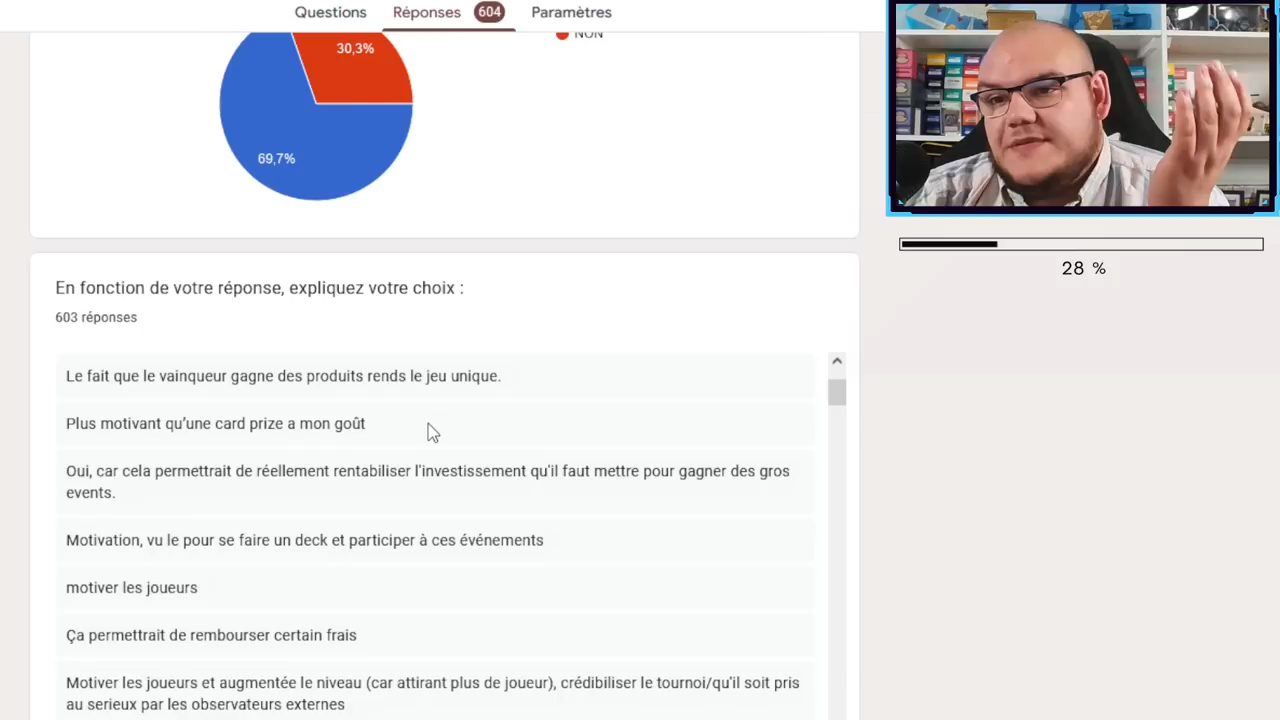 Questions
Réponses 604
Paramètres
NON
30,3%
69,7%
28 %
En fonction de votre réponse, expliquez votre choix :
603 réponses
Le fait que le vainqueur gagne des produits rends le jeu unique.
Plus motivant qu'une card prize a mon goût
Oui, car cela permettrait de réellement rentabiliser l'investissement qu'il faut mettre pour gagner des gros
events.
Motivation, vu le pour se faire un deck et participer à ces événements
motiver les joueurs
Ça permettrait de rembourser certain frais
Motiver les joueurs et augmentée le niveau (car attirant plus de joueur), crédibiliser le tournoi/qu'il soit pris
au serieux par les observateurs externes